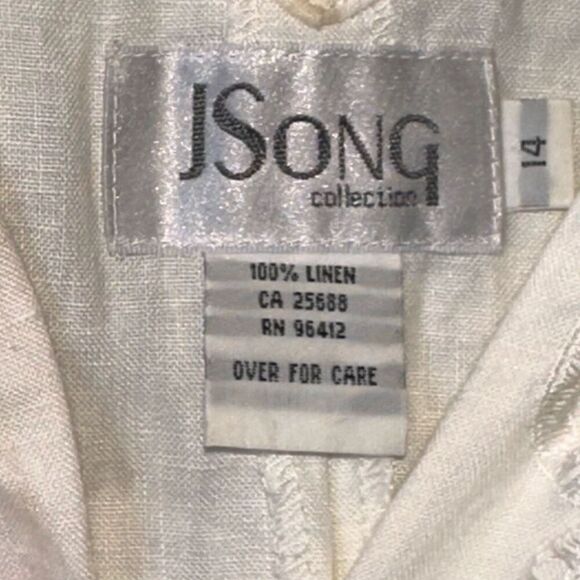 JSONG
collection
14
100% LINEN
CA 25688
RN 96412
OVER FOR CARE